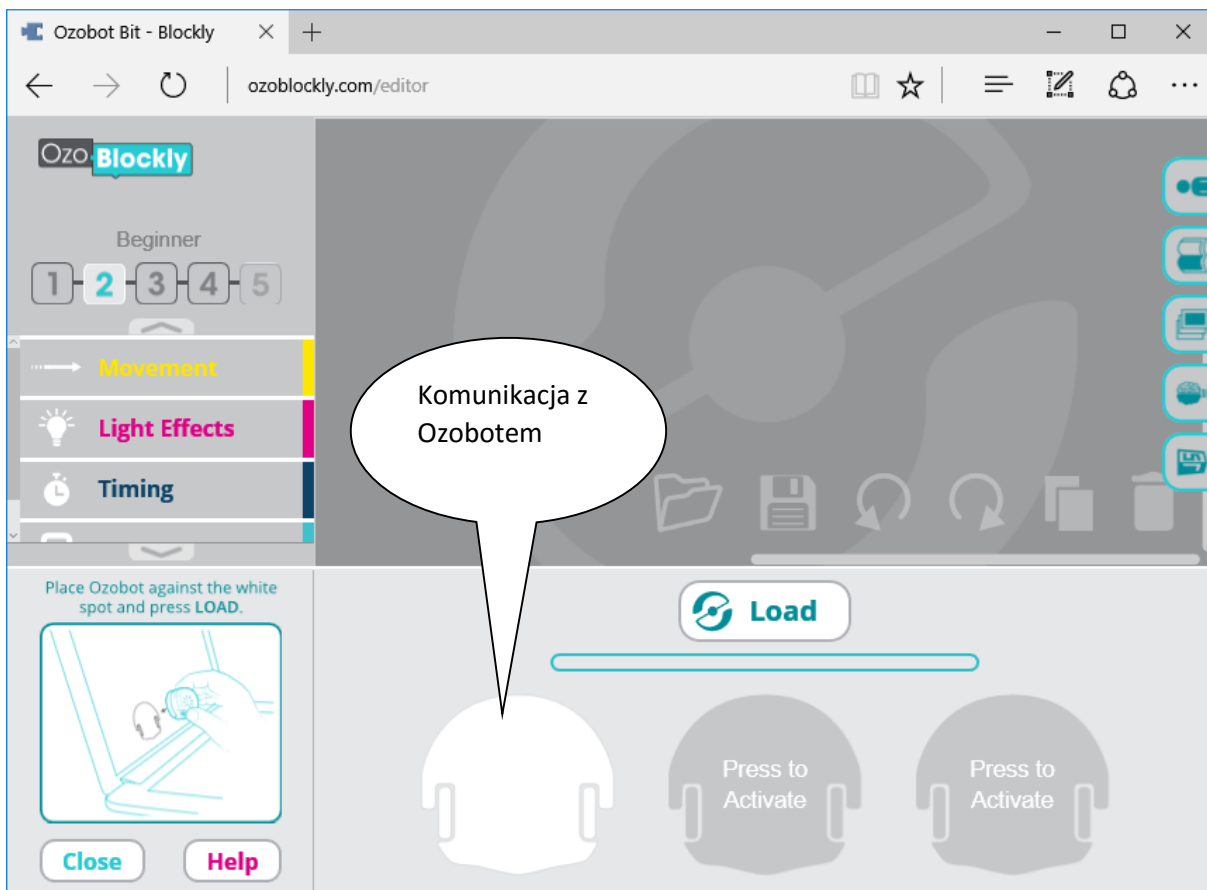 Ozobot Bit - Blockly
ozoblockly.com/editor
Ozo Blockly
Beginner
1 2 3 4 5
Movement
Light Effects
Timing
Komunikacja z
Ozobotem
Place Ozobot against the white
spot and press LOAD.
Close
Help
Load
Press to
Activate
Press to
Activate